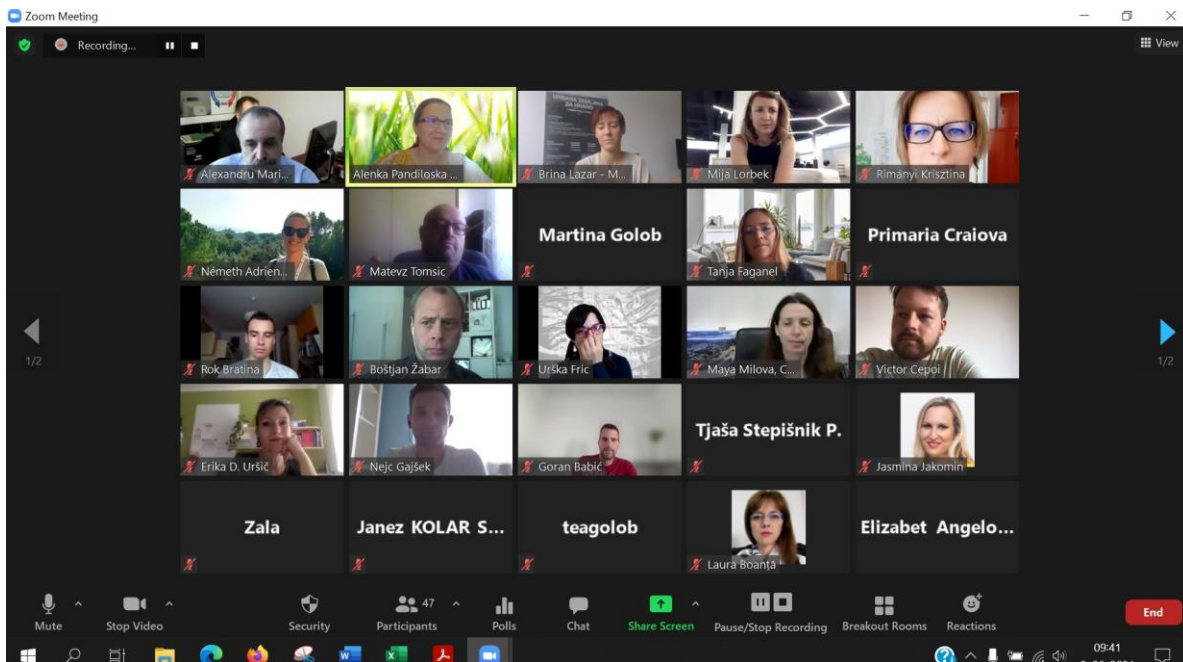 Zoom Meeting
Recording...
View
Alexandru Mari...
Alenka Pandiloska ...
Brina Lazar - M...
Mija Lorbek
Rimányi Krisztina
Németh Adrien...
Matevz Tomsic
Martina Golob
Tanja Faganel
Primaria Craiova
1/2
Rok Bratina
Boštjan Žabar
Urška Fric
Maya Milova, C...
Victor Cepoi
1/2
Erika D. Uršič
Nejc Gajšek
Goran Babić
Tjaša Stepišnik P.
Jasmina Jakomin
Zala
Janez KOLAR S...
teagolob
Laura Boanță
Elizabet Angelo...
47
Mute
Stop Video
Security
Participants
Polls
Chat
Share Screen
Pause/Stop Recording
Breakout Rooms
Reactions
End
09:41